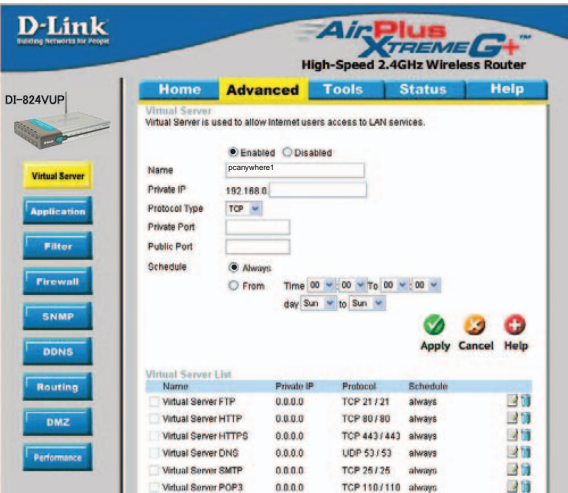 D-Link
Building Networks for People
AirPlus
XTREME G+™
High-Speed 2.4GHz Wireless Router
DI-824VUP
Home Advanced Tools Status Help
Virtual Server
Application
Filter
Firewall
SNMP
DDNS
Routing
DMZ
Performance
Virtual Server
Virtual Server is used to allow Internet users access to LAN services.
Enabled Disabled
Name pcanywhere1
Private IP 192.168.0.
Protocol Type TCP
Private Port
Public Port
Schedule Always
From Time 00 : 00 To 00 : 00
day Sun to Sun
Apply Cancel Help
Virtual Server List
Name Private IP Protocol Schedule
Virtual Server FTP 0.0.0.0 TCP 21 / 21 always
Virtual Server HTTP 0.0.0.0 TCP 80 / 80 always
Virtual Server HTTPS 0.0.0.0 TCP 443 / 443 always
Virtual Server DNS 0.0.0.0 UDP 53 / 53 always
Virtual Server SMTP 0.0.0.0 TCP 25 / 25 always
Virtual Server POP3 0.0.0.0 TCP 110 / 110 always